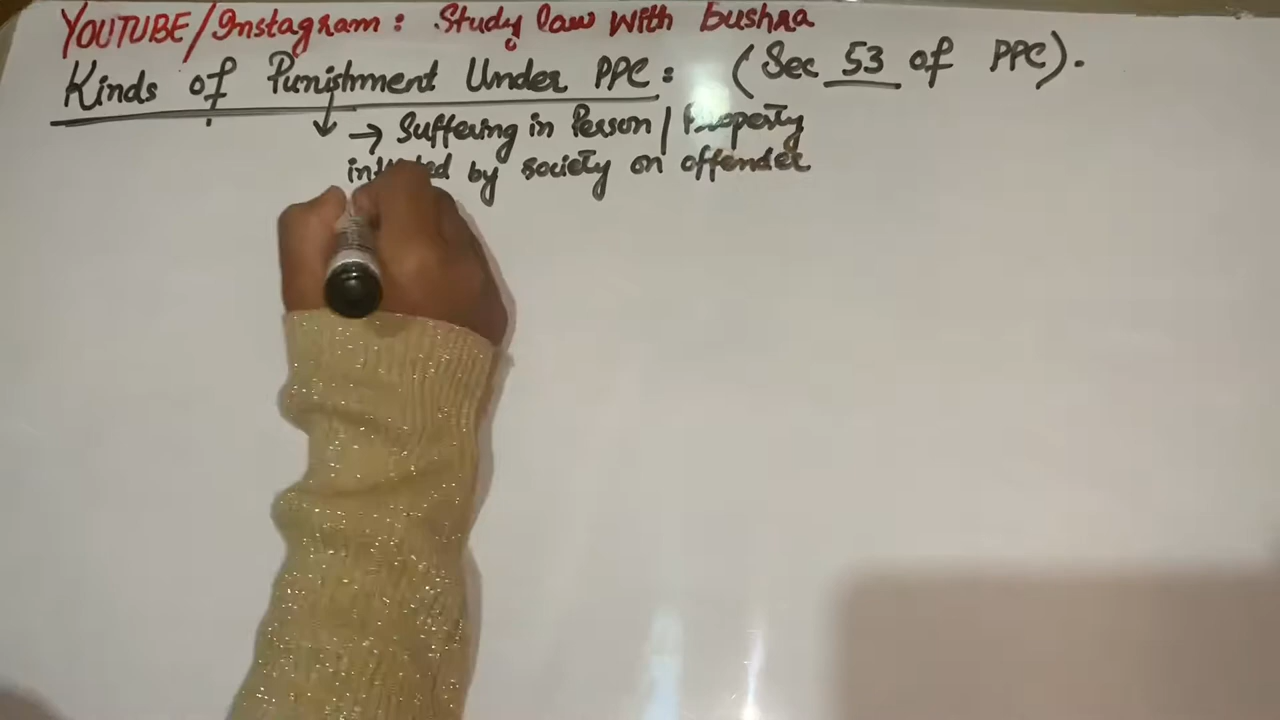 YOUTUBE/Instagram: Study law with bushra
Kinds of Punishment Under PPC: (Sec 53 of PPC).
→ Suffering in Person / Property
by society on offender